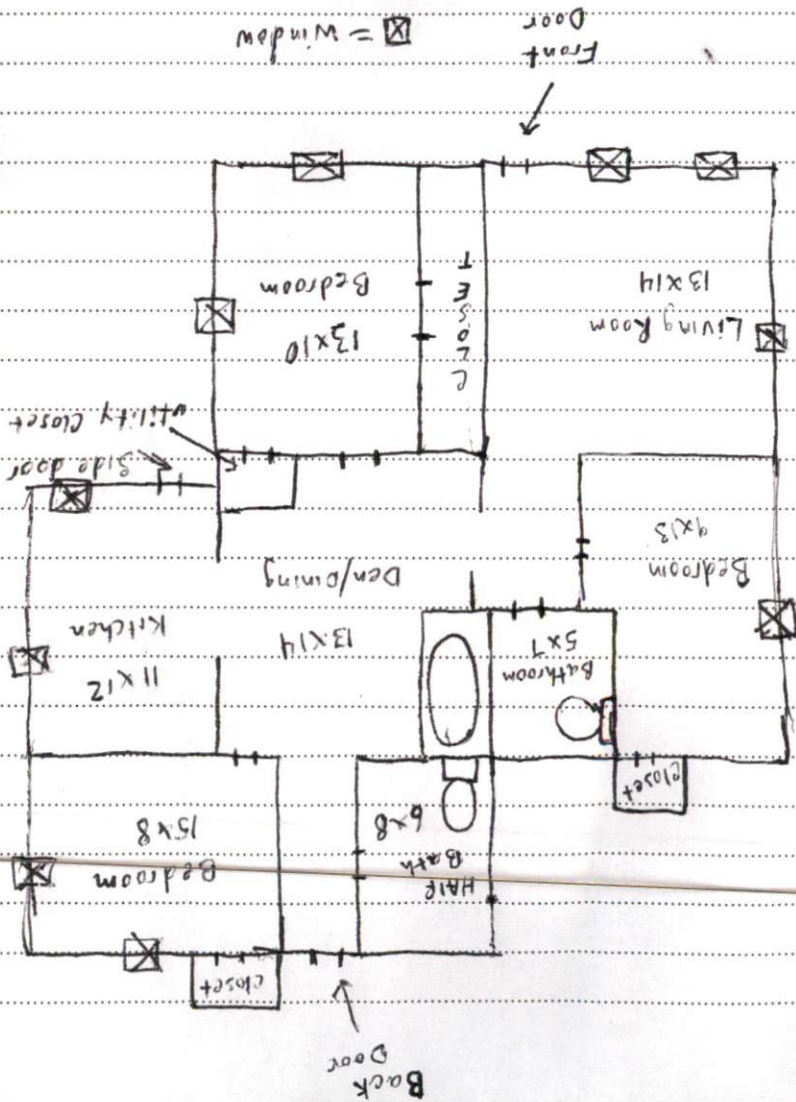 Back
Door
closet
Bedroom
15x8
HAlf
Bath
6x8
closet
11x12
Kitchen
Bathroom
5x7
13x14
Den/Dining
Bedroom
9x13
Side door
utility closet
13x10
Bedroom
CLOSET
Living Room
13x14
Front
Door
= window